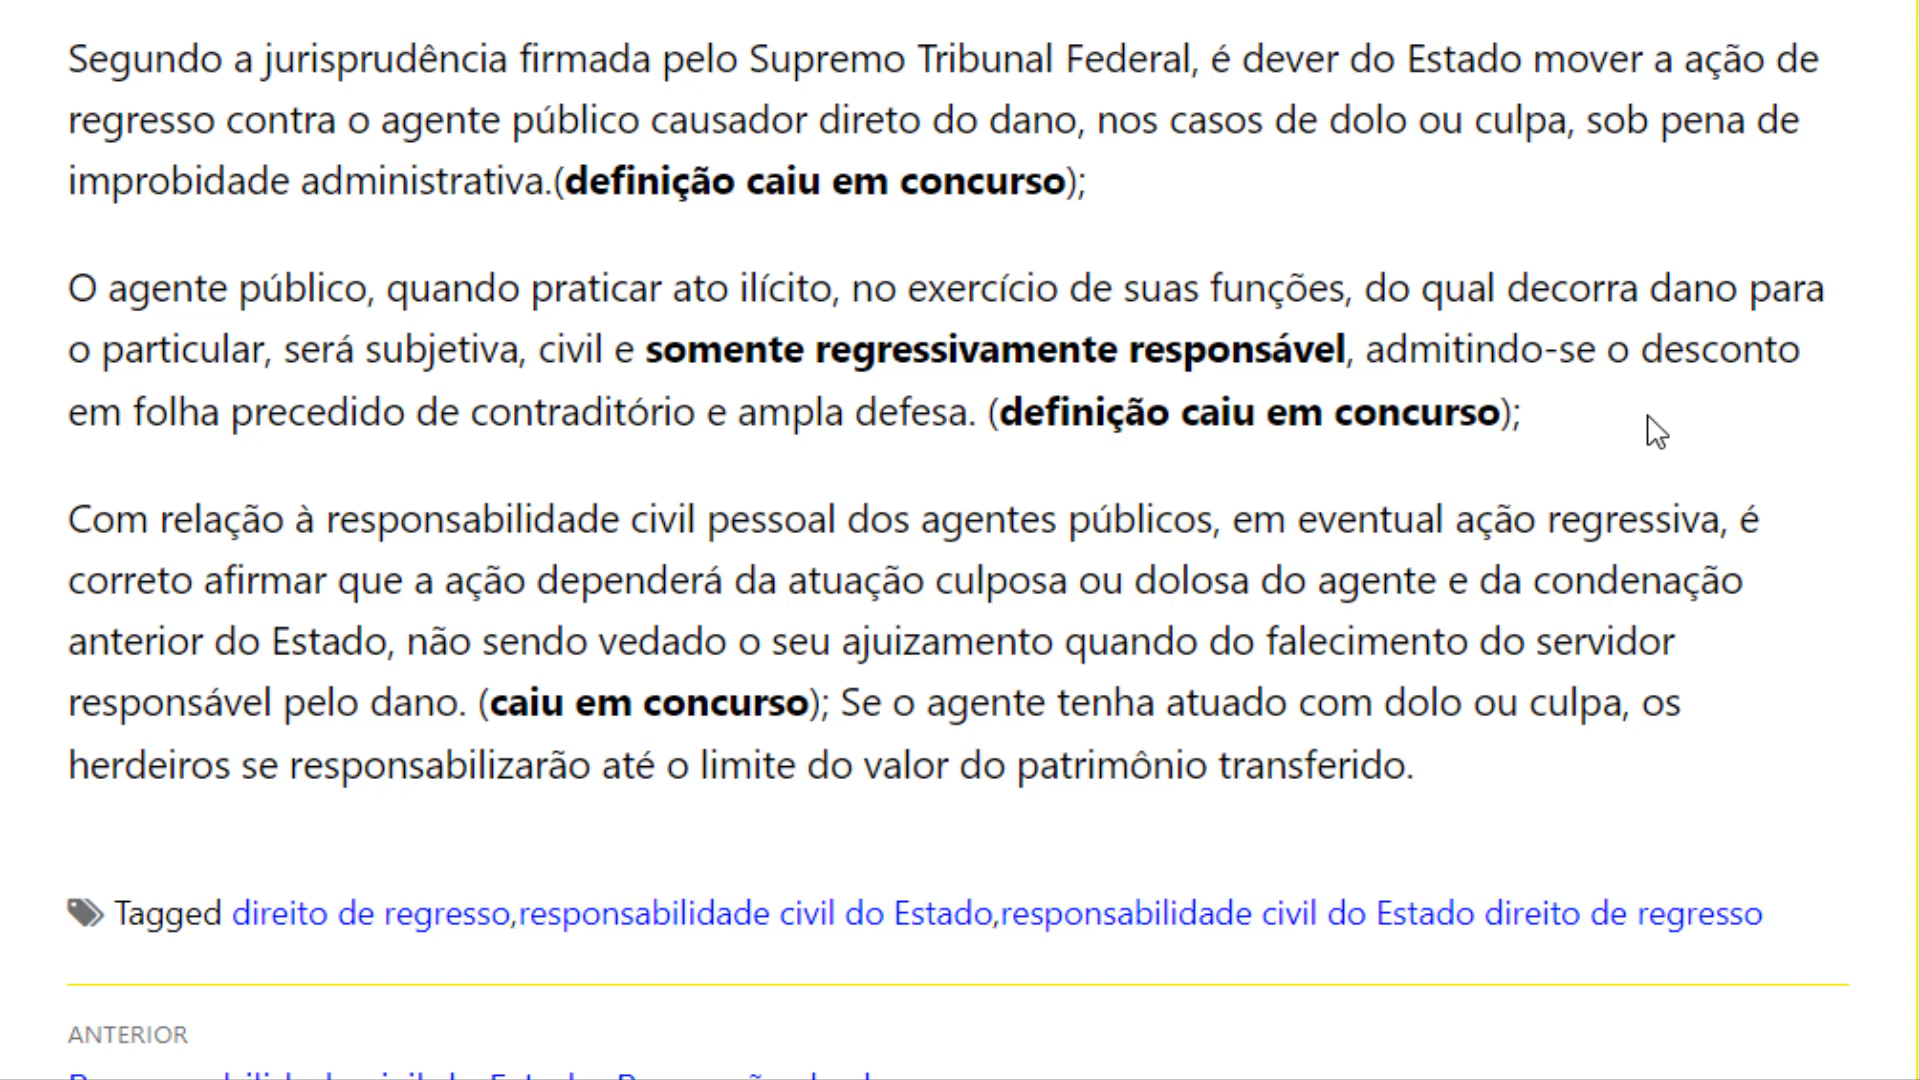 Segundo a jurisprudência firmada pelo Supremo Tribunal Federal, é dever do Estado mover a ação de
regresso contra o agente público causador direto do dano, nos casos de dolo ou culpa, sob pena de
improbidade administrativa.(definição caiu em concurso);
O agente público, quando praticar ato ilícito, no exercício de suas funções, do qual decorra dano para
o particular, será subjetiva, civil e somente regressivamente responsável, admitindo-se o desconto
em folha precedido de contraditório e ampla defesa. (definição caiu em concurso);
Com relação à responsabilidade civil pessoal dos agentes públicos, em eventual ação regressiva, é
correto afirmar que a ação dependerá da atuação culposa ou dolosa do agente e da condenação
anterior do Estado, não sendo vedado o seu ajuizamento quando do falecimento do servidor
responsável pelo dano. (caiu em concurso); Se o agente tenha atuado com dolo ou culpa, os
herdeiros se responsabilizarão até o limite do valor do patrimônio transferido.
Tagged direito de regresso,responsabilidade civil do Estado,responsabilidade civil do Estado direito de regresso
ANTERIOR